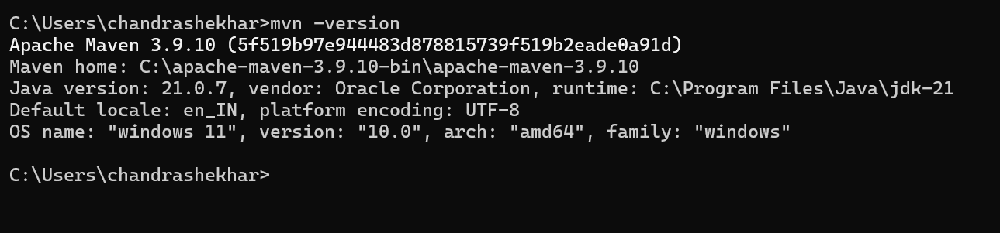 C:\Users\chandrashekhar>mvn -version
Apache Maven 3.9.10 (5f519b97e944483d878815739f519b2eade0a91d)
Maven home: C:\apache-maven-3.9.10-bin\apache-maven-3.9.10
Java version: 21.0.7, vendor: Oracle Corporation, runtime: C:\Program Files\Java\jdk-21
Default locale: en_IN, platform encoding: UTF-8
OS name: "windows 11", version: "10.0", arch: "amd64", family: "windows"
C:\Users\chandrashekhar>